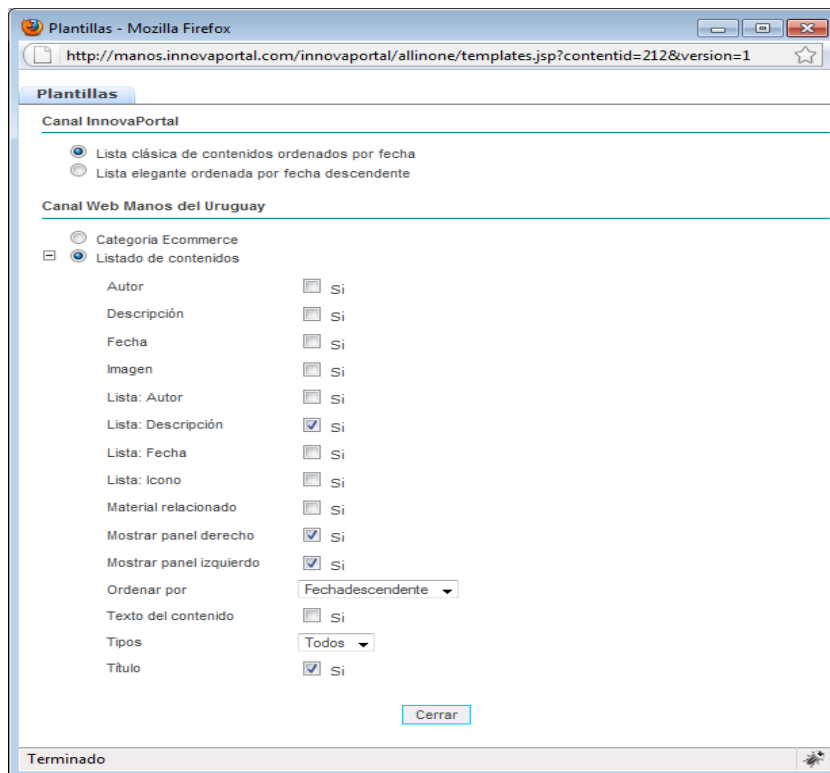 Plantillas - Mozilla Firefox
http://manos.innovaportal.com/innovaportal/allinone/templates.jsp?contentid=212&version=1
Plantillas
Canal InnovaPortal
Lista clásica de contenidos ordenados por fecha
Lista elegante ordenada por fecha descendente
Canal Web Manos del Uruguay
Categoria Ecommerce
Listado de contenidos
Autor Si
Descripción Si
Fecha Si
Imagen Si
Lista: Autor Si
Lista: Descripción Si
Lista: Fecha Si
Lista: Icono Si
Material relacionado Si
Mostrar panel derecho Si
Mostrar panel izquierdo Si
Ordenar por Fechadescendente
Texto del contenido Si
Tipos Todos
Título Si
Cerrar
Terminado